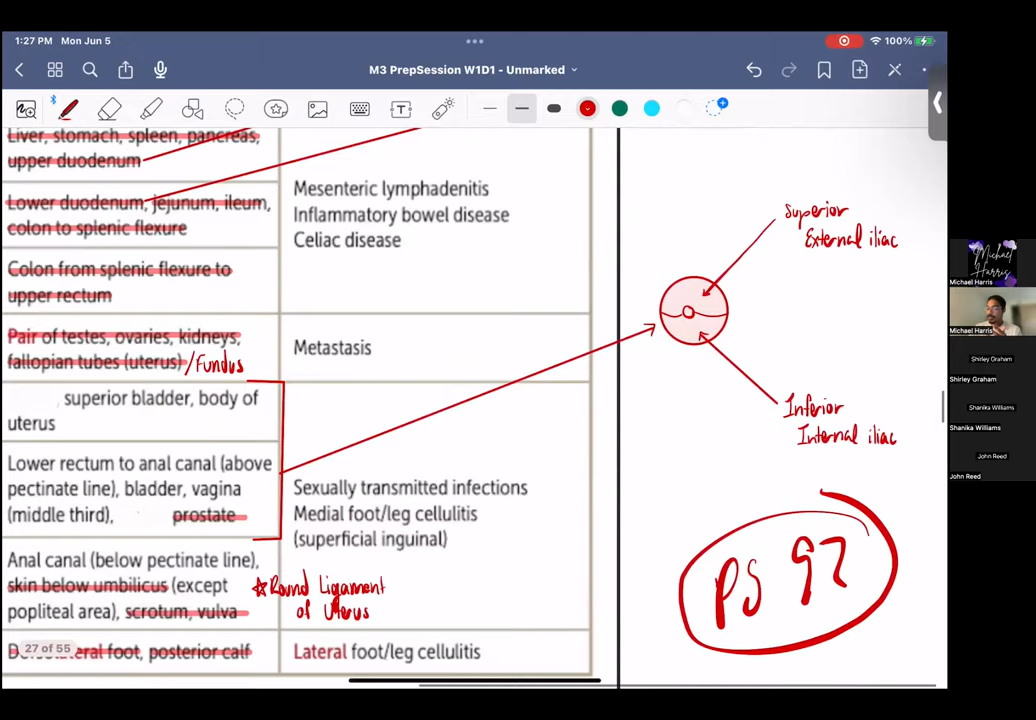 1:27 PM Mon Jun 5
100%
M3 PrepSession W1D1 - Unmarked
T
Liver, stomach, spleen, pancreas,
upper duodenum
Lower duodenum, jejunum, ileum,
colon to splenic flexure
Mesenteric lymphadenitis
Inflammatory bowel disease
Celiac disease
Colon from splenic flexure to
upper rectum
Pair of testes, ovaries, kidneys,
fallopian tubes (uterus) /Fundus
Metastasis
superior bladder, body of
uterus
Lower rectum to anal canal (above
pectinate line), bladder, vagina
(middle third), prostate
Sexually transmitted infections
Medial foot/leg cellulitis
(superficial inguinal)
Anal canal (below pectinate line),
skin below umbilicus (except
popliteal area), scrotum, vulva
Round Ligament
of Uterus
27 of 55
Dorsolateral foot, posterior calf
Lateral foot/leg cellulitis
Superior
External iliac
Inferior
Internal iliac
PS 92
Michael
Harris
Michael Harris
Michael Harris
Shirley Graham
Shirley Graham
Shanika Williams
Shanika Williams
John Reed
John Reed